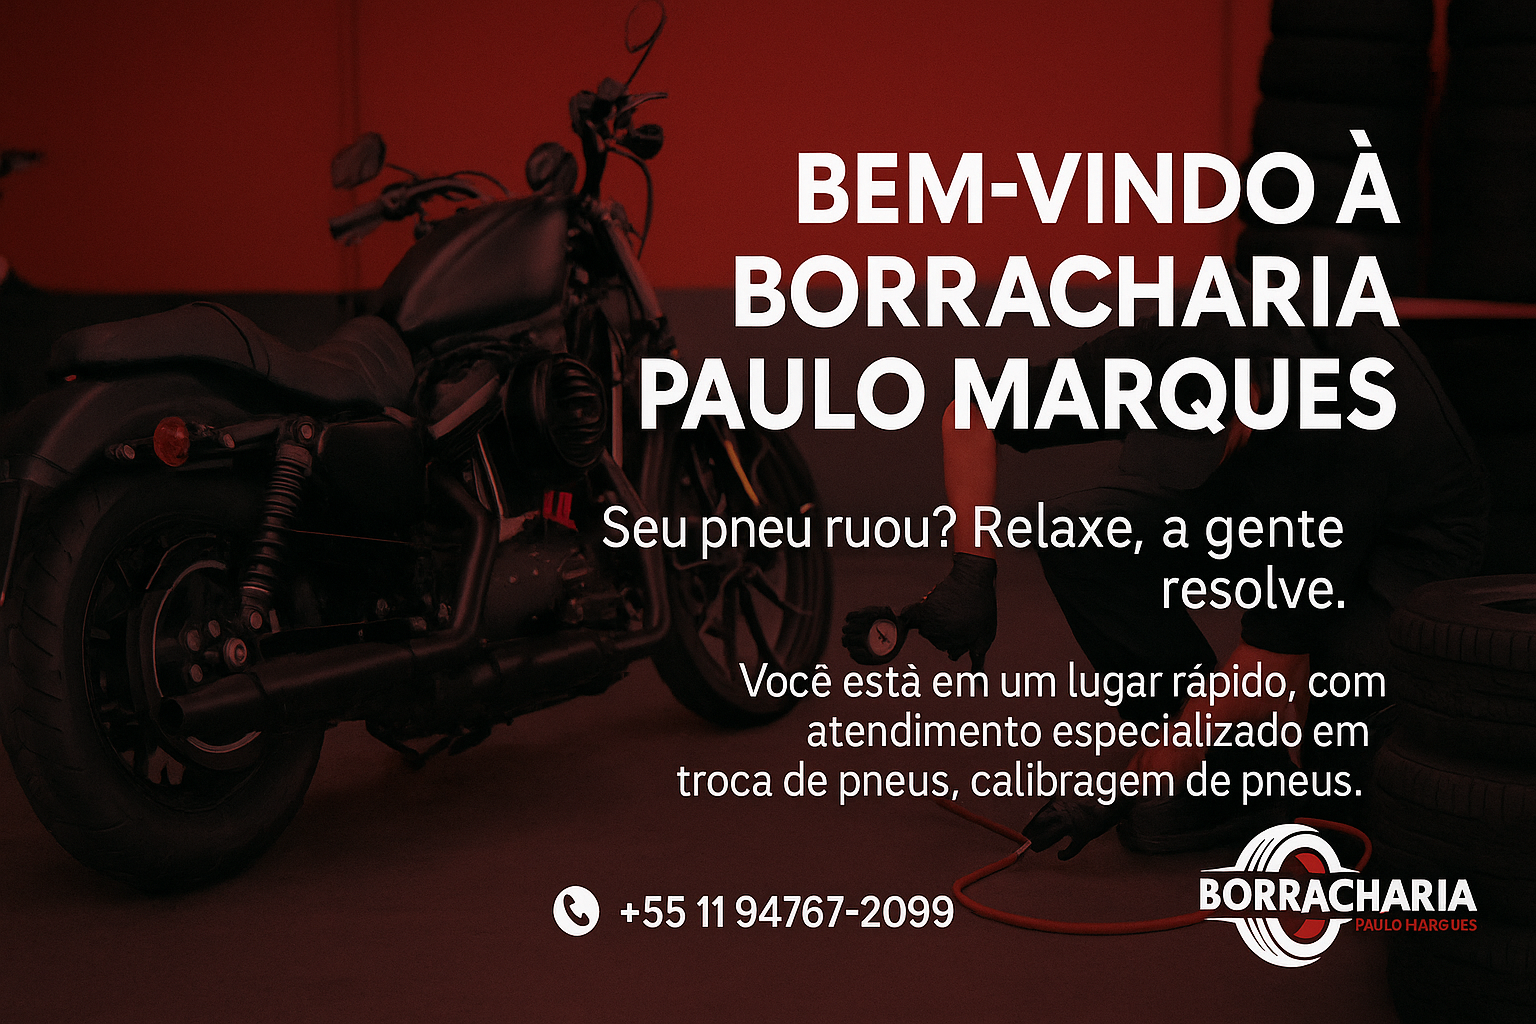 BEM-VINDO À
BORRACHARIA
PAULO MARQUES
Seu pneu ruou? Relaxe, a gente
resolve.
Você està em um lugar rápido, com
atendimento especializado em
troca de pneus, calibragem de pneus.
+55 11 94767-2099
BORRACHARIA
PAULO HARGUES